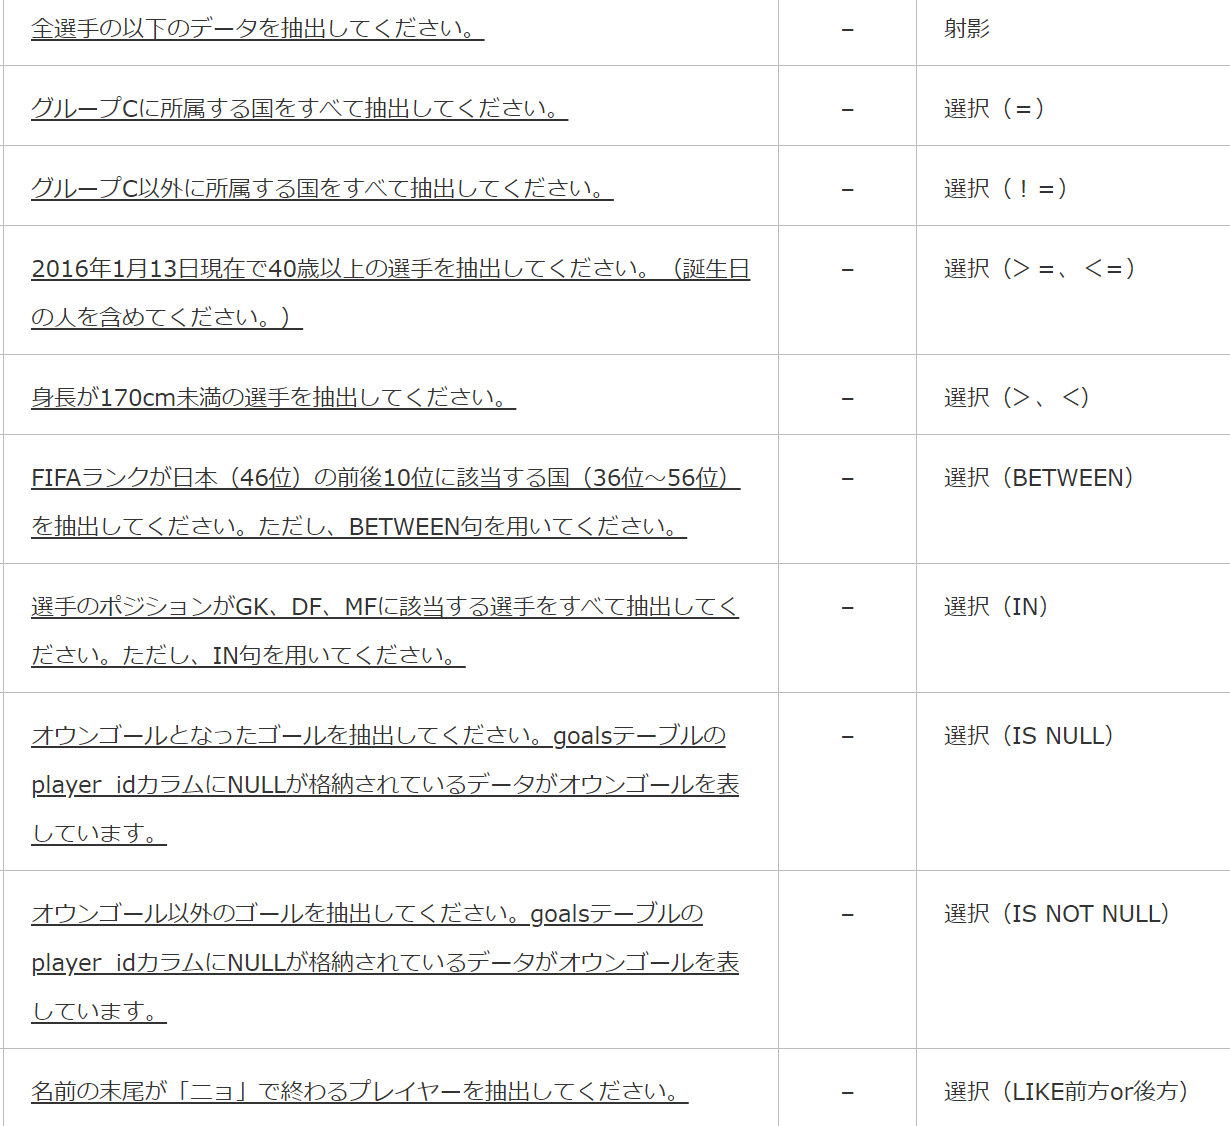 全選手の以下のデータを抽出してください。 – 射影
グループCに所属する国をすべて抽出してください。 – 選択（＝）
グループC以外に所属する国をすべて抽出してください。 – 選択（！＝）
2016年1月13日現在で40歳以上の選手を抽出してください。（誕生日 – 選択（＞＝、＜＝）
の人を含めてください。）
身長が170cm未満の選手を抽出してください。 – 選択（＞、＜）
FIFAランクが日本（46位）の前後10位に該当する国（36位〜56位） – 選択（BETWEEN）
を抽出してください。ただし、BETWEEN句を用いてください。
選手のポジションがGK、DF、MFに該当する選手をすべて抽出してく – 選択（IN）
ださい。ただし、IN句を用いてください。
オウンゴールとなったゴールを抽出してください。goalsテーブルの – 選択（IS NULL）
player_idカラムにNULLが格納されているデータがオウンゴールを表
しています。
オウンゴール以外のゴールを抽出してください。goalsテーブルの – 選択（IS NOT NULL）
player_idカラムにNULLが格納されているデータがオウンゴールを表
しています。
名前の末尾が「ニョ」で終わるプレイヤーを抽出してください。 – 選択（LIKE前方or後方）